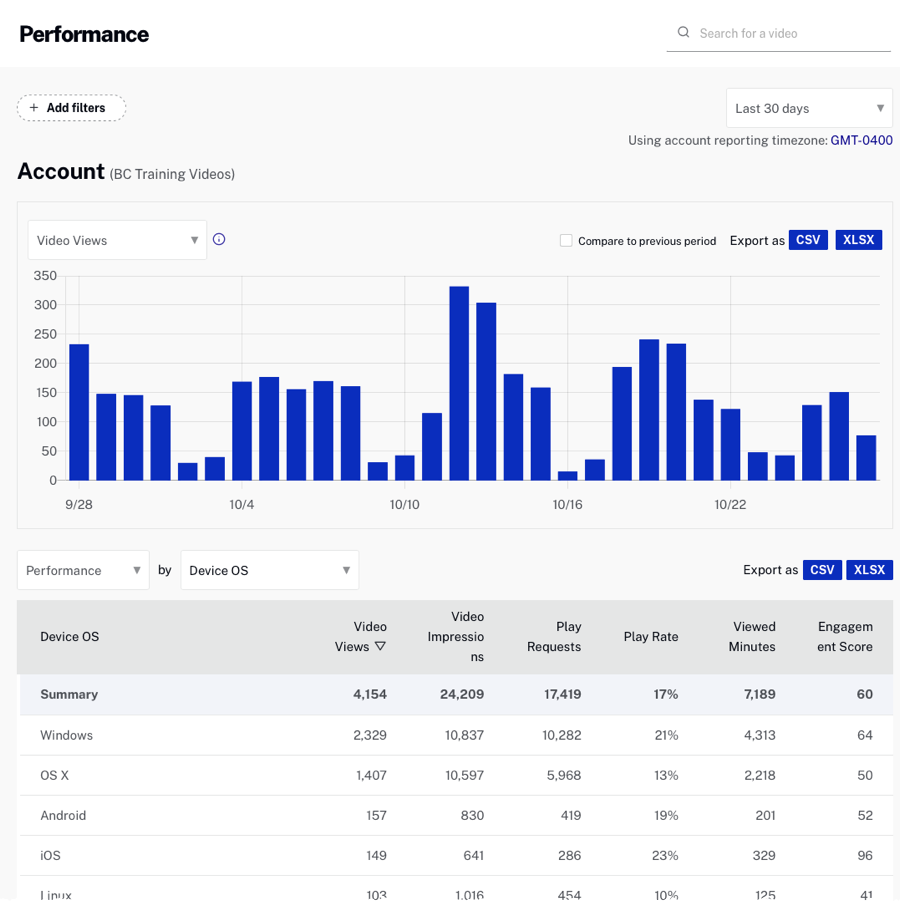 Performance
Search for a video
+ Add filters
Last 30 days
Using account reporting timezone: GMT-0400
Account (BC Training Videos)
Video Views
Compare to previous period Export as CSV XLSX
350
300
250
200
150
100
50
0
9/28 10/4 10/10 10/16 10/22
Performance by Device OS Export as CSV XLSX
Device OS Video Views Video Impressio ns Play Requests Play Rate Viewed Minutes Engagem ent Score
Summary 4,154 24,209 17,419 17% 7,189 60
Windows 2,329 10,837 10,282 21% 4,313 64
OS X 1,407 10,597 5,968 13% 2,218 50
Android 157 830 419 19% 201 52
iOS 149 641 286 23% 329 96
Linux 103 1,016 454 10% 125 41